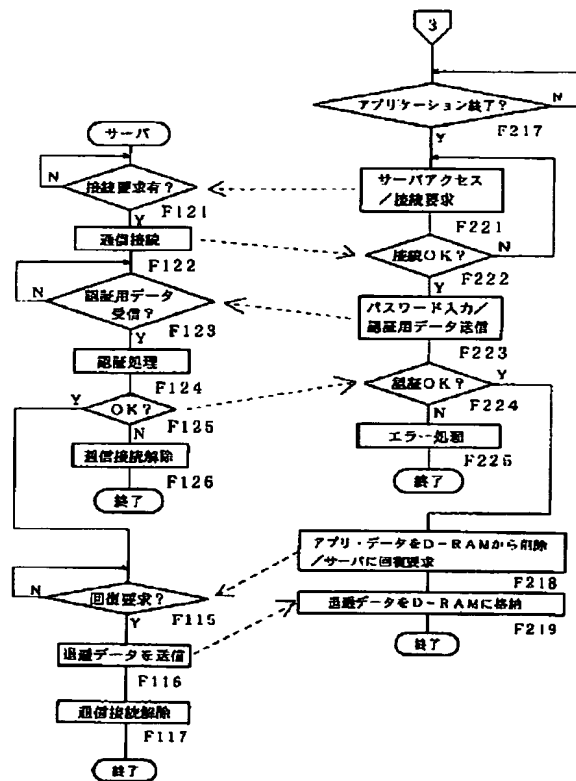 サーバ
N
接続要求有?
F121
Y
通信接続
F122
N
認証用データ
受信?
F123
Y
認証処理
F124
Y
OK?
F125
N
通信接続解除
F126
終了
N
回復要求?
F115
Y
退避データを送信
F116
通信接続解除
F117
終了
3
アプリケーション終了?
N
F217
Y
サーバアクセス
/接続要求
F221
接続OK?
N
F222
Y
パスワード入力/
認証用データ送信
F223
認証OK?
Y
F224
N
エラー処理
F225
終了
アプリ・データをD-RAMから削除
/サーバに回復要求
F218
退避データをD-RAMに格納
F219
終了